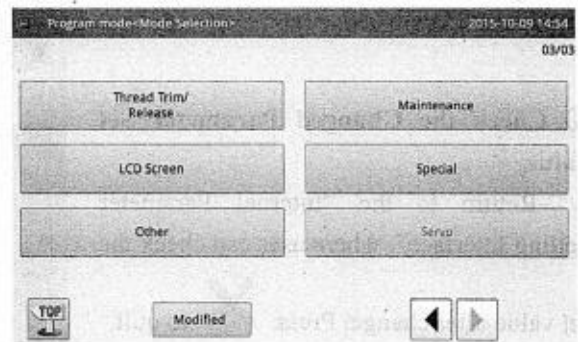 Program mode<Mode Selection>
2015-10-09 14:54
03/03
Thread Trim/
Release
Maintenance
LCD Screen
Special
Other
Servo
TOP
Modified